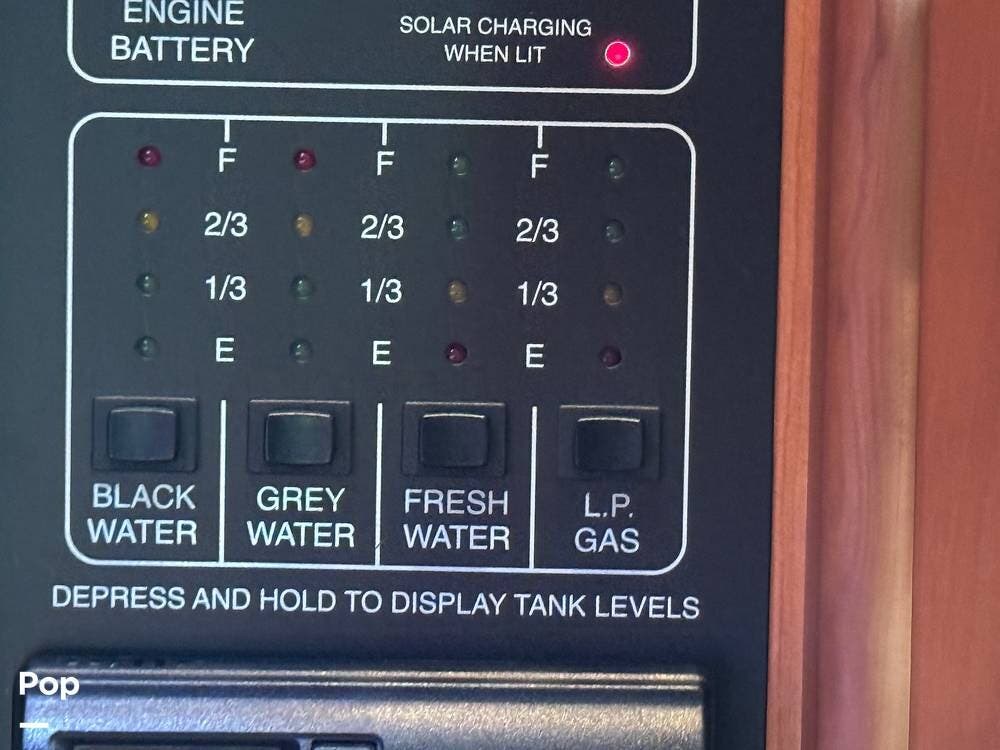 ENGINE
BATTERY
SOLAR CHARGING
WHEN LIT
F F F
2/3 2/3 2/3
1/3 1/3 1/3
E E E
BLACK
WATER
GREY
WATER
FRESH
WATER
L.P.
GAS
DEPRESS AND HOLD TO DISPLAY TANK LEVELS
Pop